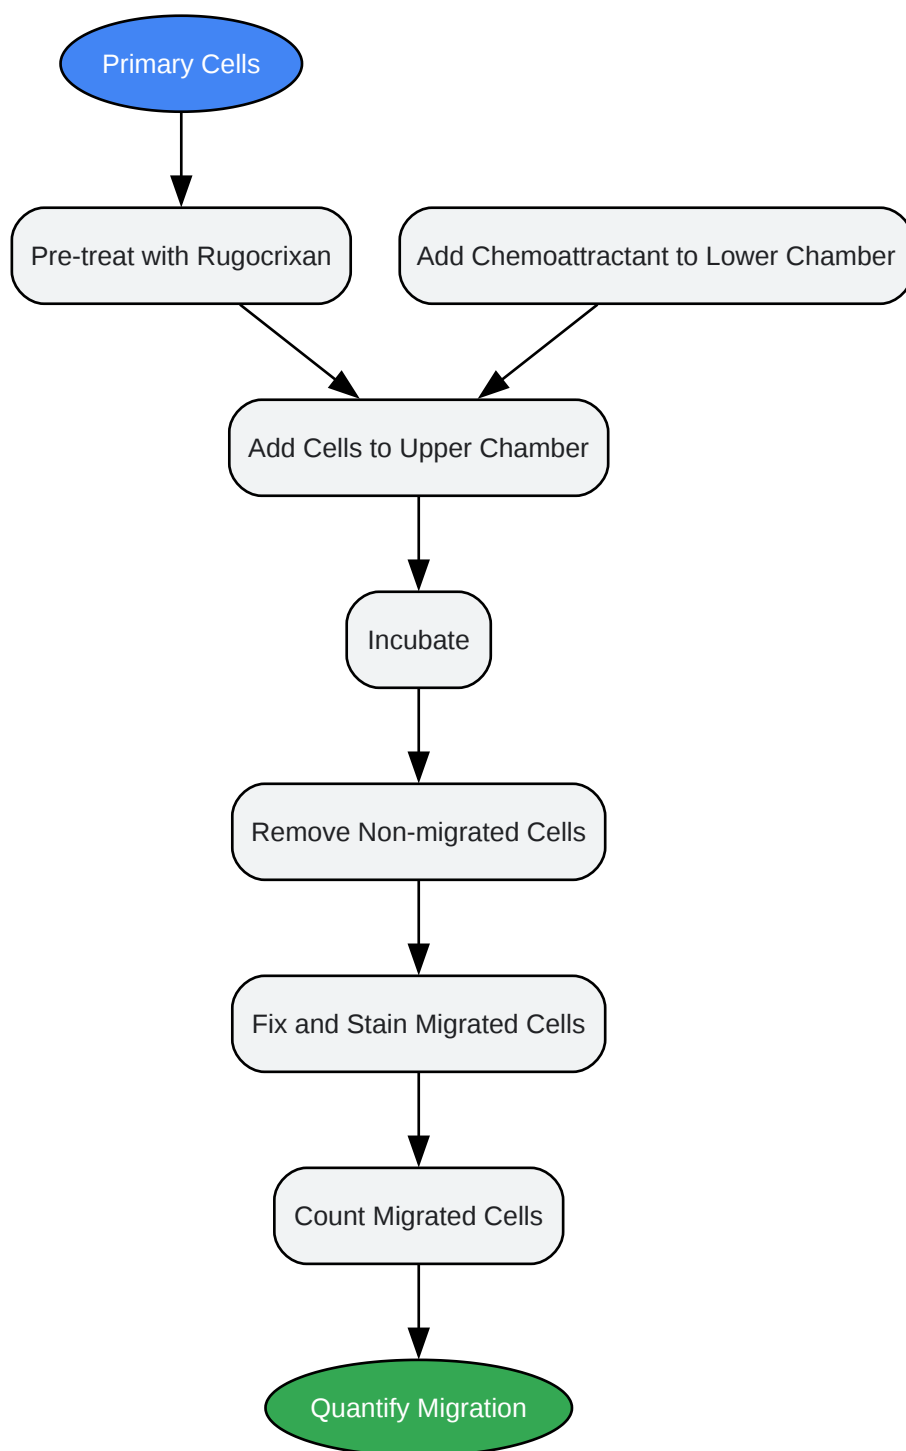 Primary Cells
Pre-treat with Rugocrixan
Add Chemoattractant to Lower Chamber
Add Cells to Upper Chamber
Incubate
Remove Non-migrated Cells
Fix and Stain Migrated Cells
Count Migrated Cells
Quantify Migration